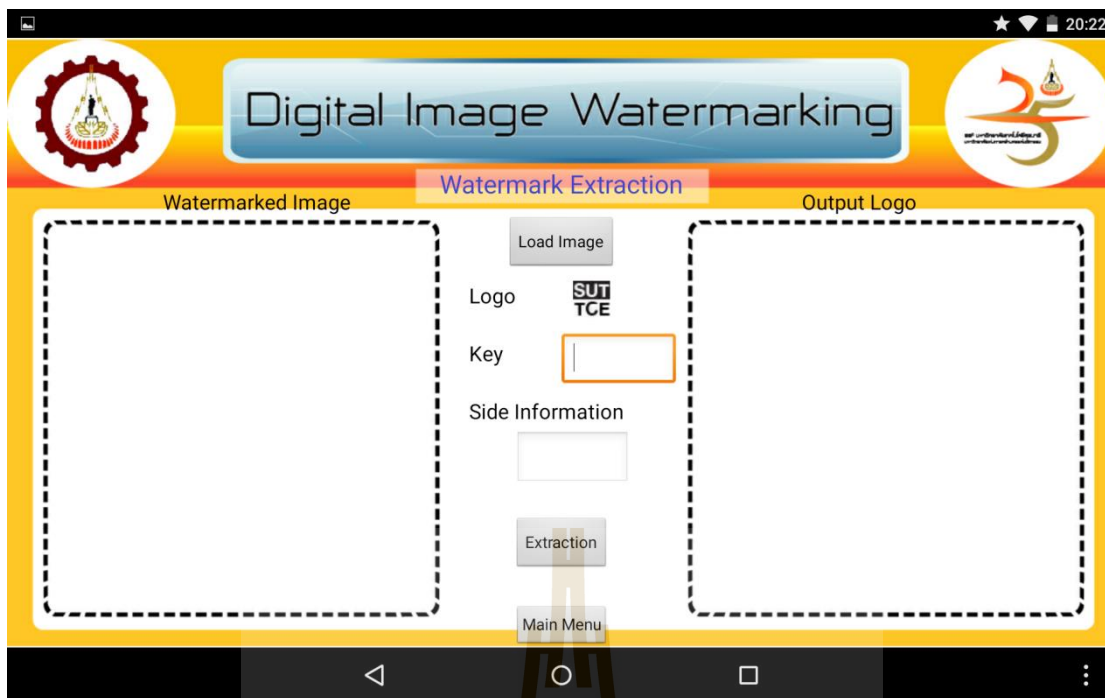 20:22
Digital Image Watermarking
Watermark Extraction
Watermarked Image
Output Logo
Load Image
Logo
SUT
TCE
Key
Side Information
Extraction
Main Menu